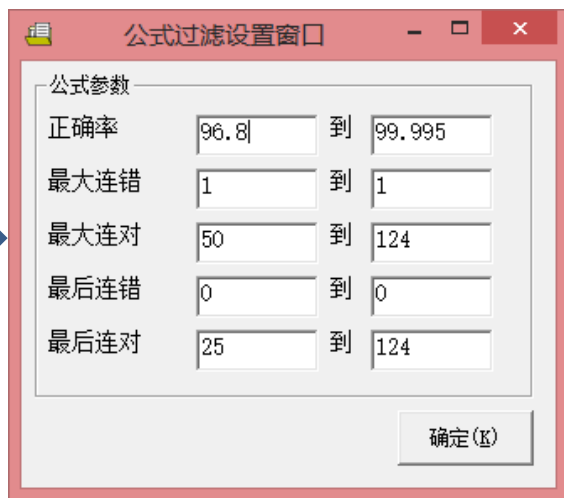 公式过滤设置窗口
公式参数
正确率 96.8 到 99.995
最大连错 1 到 1
最大连对 50 到 124
最后连错 0 到 0
最后连对 25 到 124
确定(K)